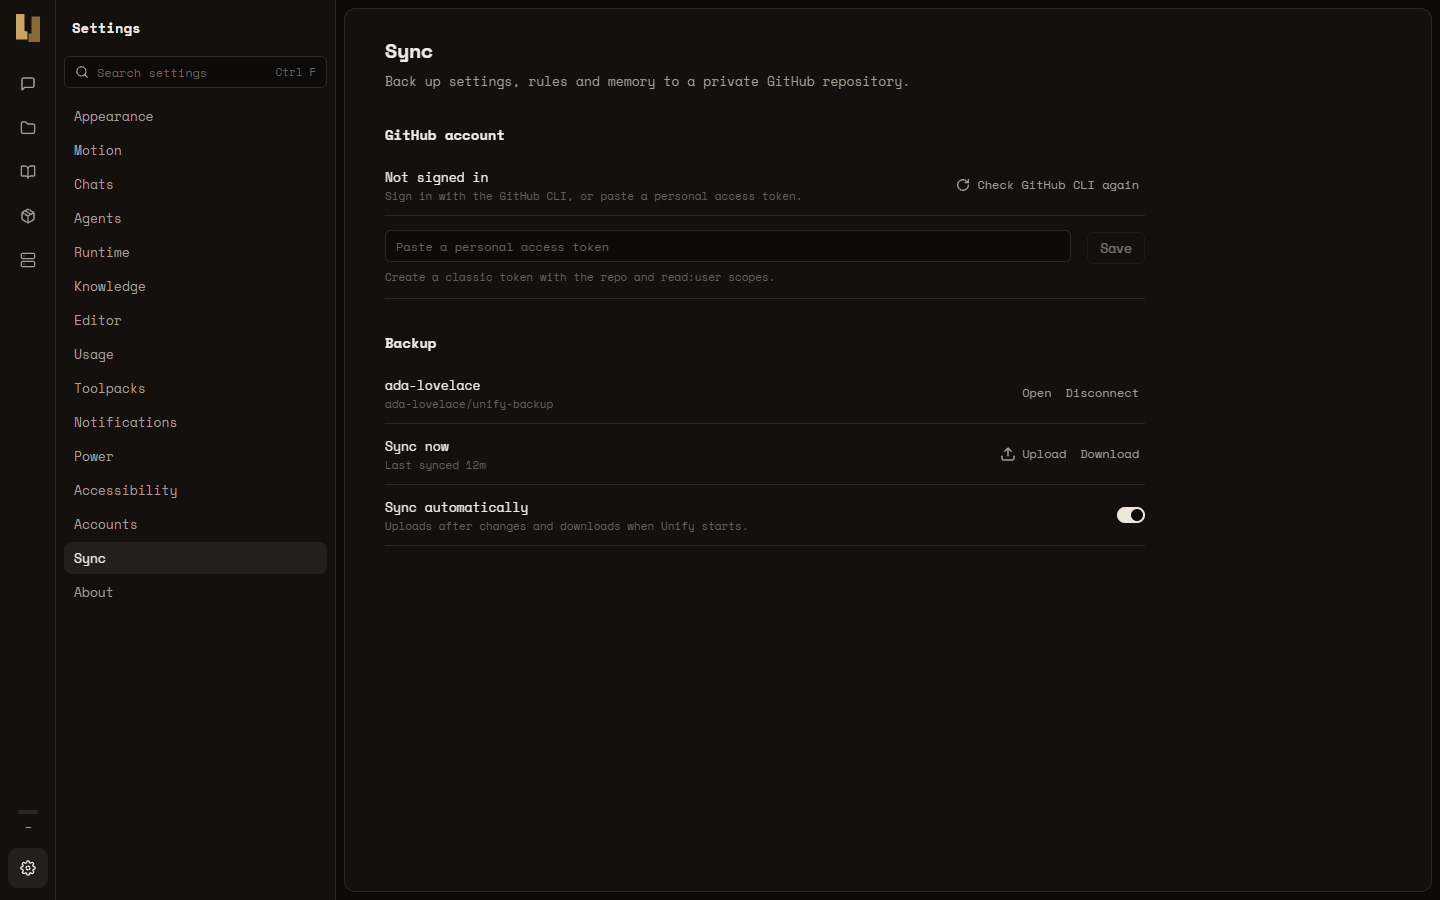 Settings
Search settings Ctrl F
Appearance
Motion
Chats
Agents
Runtime
Knowledge
Editor
Usage
Toolpacks
Notifications
Power
Accessibility
Accounts
Sync
About
–
Sync
Back up settings, rules and memory to a private GitHub repository.
GitHub account
Not signed in
Sign in with the GitHub CLI, or paste a personal access token.
Check GitHub CLI again
Paste a personal access token
Save
Create a classic token with the repo and read:user scopes.
Backup
ada-lovelace
ada-lovelace/unify-backup
Open Disconnect
Sync now
Last synced 12m
Upload Download
Sync automatically
Uploads after changes and downloads when Unify starts.